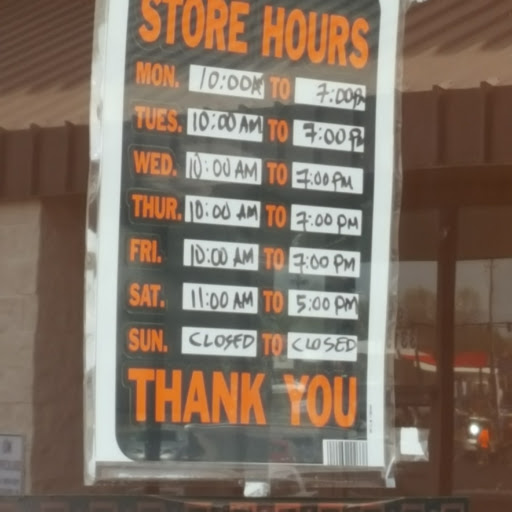 STORE HOURS
MON. 10:00A TO 7:00P
TUES. 10:00 AM TO 7:00 P
WED. 10:00 AM TO 7:00 PM
THUR. 10:00 AM TO 7:00 PM
FRI. 10:00 AM TO 7:00 PM
SAT. 11:00 AM TO 5:00 PM
SUN. CLOSED TO CLOSED
THANK YOU